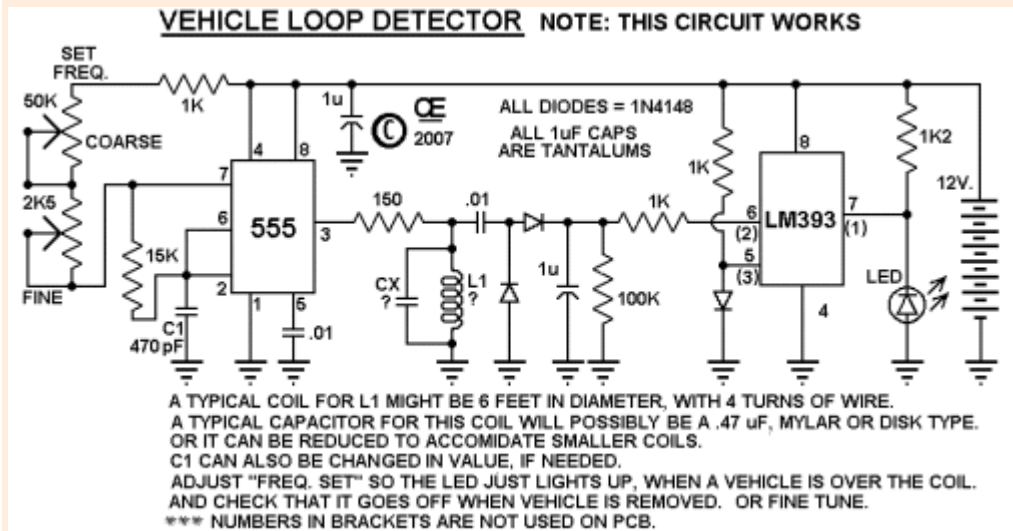 VEHICLE LOOP DETECTOR NOTE: THIS CIRCUIT WORKS
SET
FREQ.
50K
COARSE
1K
1u
© OE
2007
ALL DIODES = 1N4148
ALL 1uF CAPS
ARE TANTALUMS
1K
8
1K2
12V.
4
8
7
2K5
6
555
3
150
.01
1K
6
(2)
LM393
7
(1)
5
(3)
15K
2
FINE
1
5
C1
470 pF
.01
CX
?
L1
?
1u
100K
4
LED
A TYPICAL COIL FOR L1 MIGHT BE 6 FEET IN DIAMETER, WITH 4 TURNS OF WIRE.
A TYPICAL CAPACITOR FOR THIS COIL WILL POSSIBLY BE A .47 uF, MYLAR OR DISK TYPE.
OR IT CAN BE REDUCED TO ACCOMIDATE SMALLER COILS.
C1 CAN ALSO BE CHANGED IN VALUE, IF NEEDED.
ADJUST "FREQ. SET" SO THE LED JUST LIGHTS UP, WHEN A VEHICLE IS OVER THE COIL.
AND CHECK THAT IT GOES OFF WHEN VEHICLE IS REMOVED. OR FINE TUNE.
*** NUMBERS IN BRACKETS ARE NOT USED ON PCB.